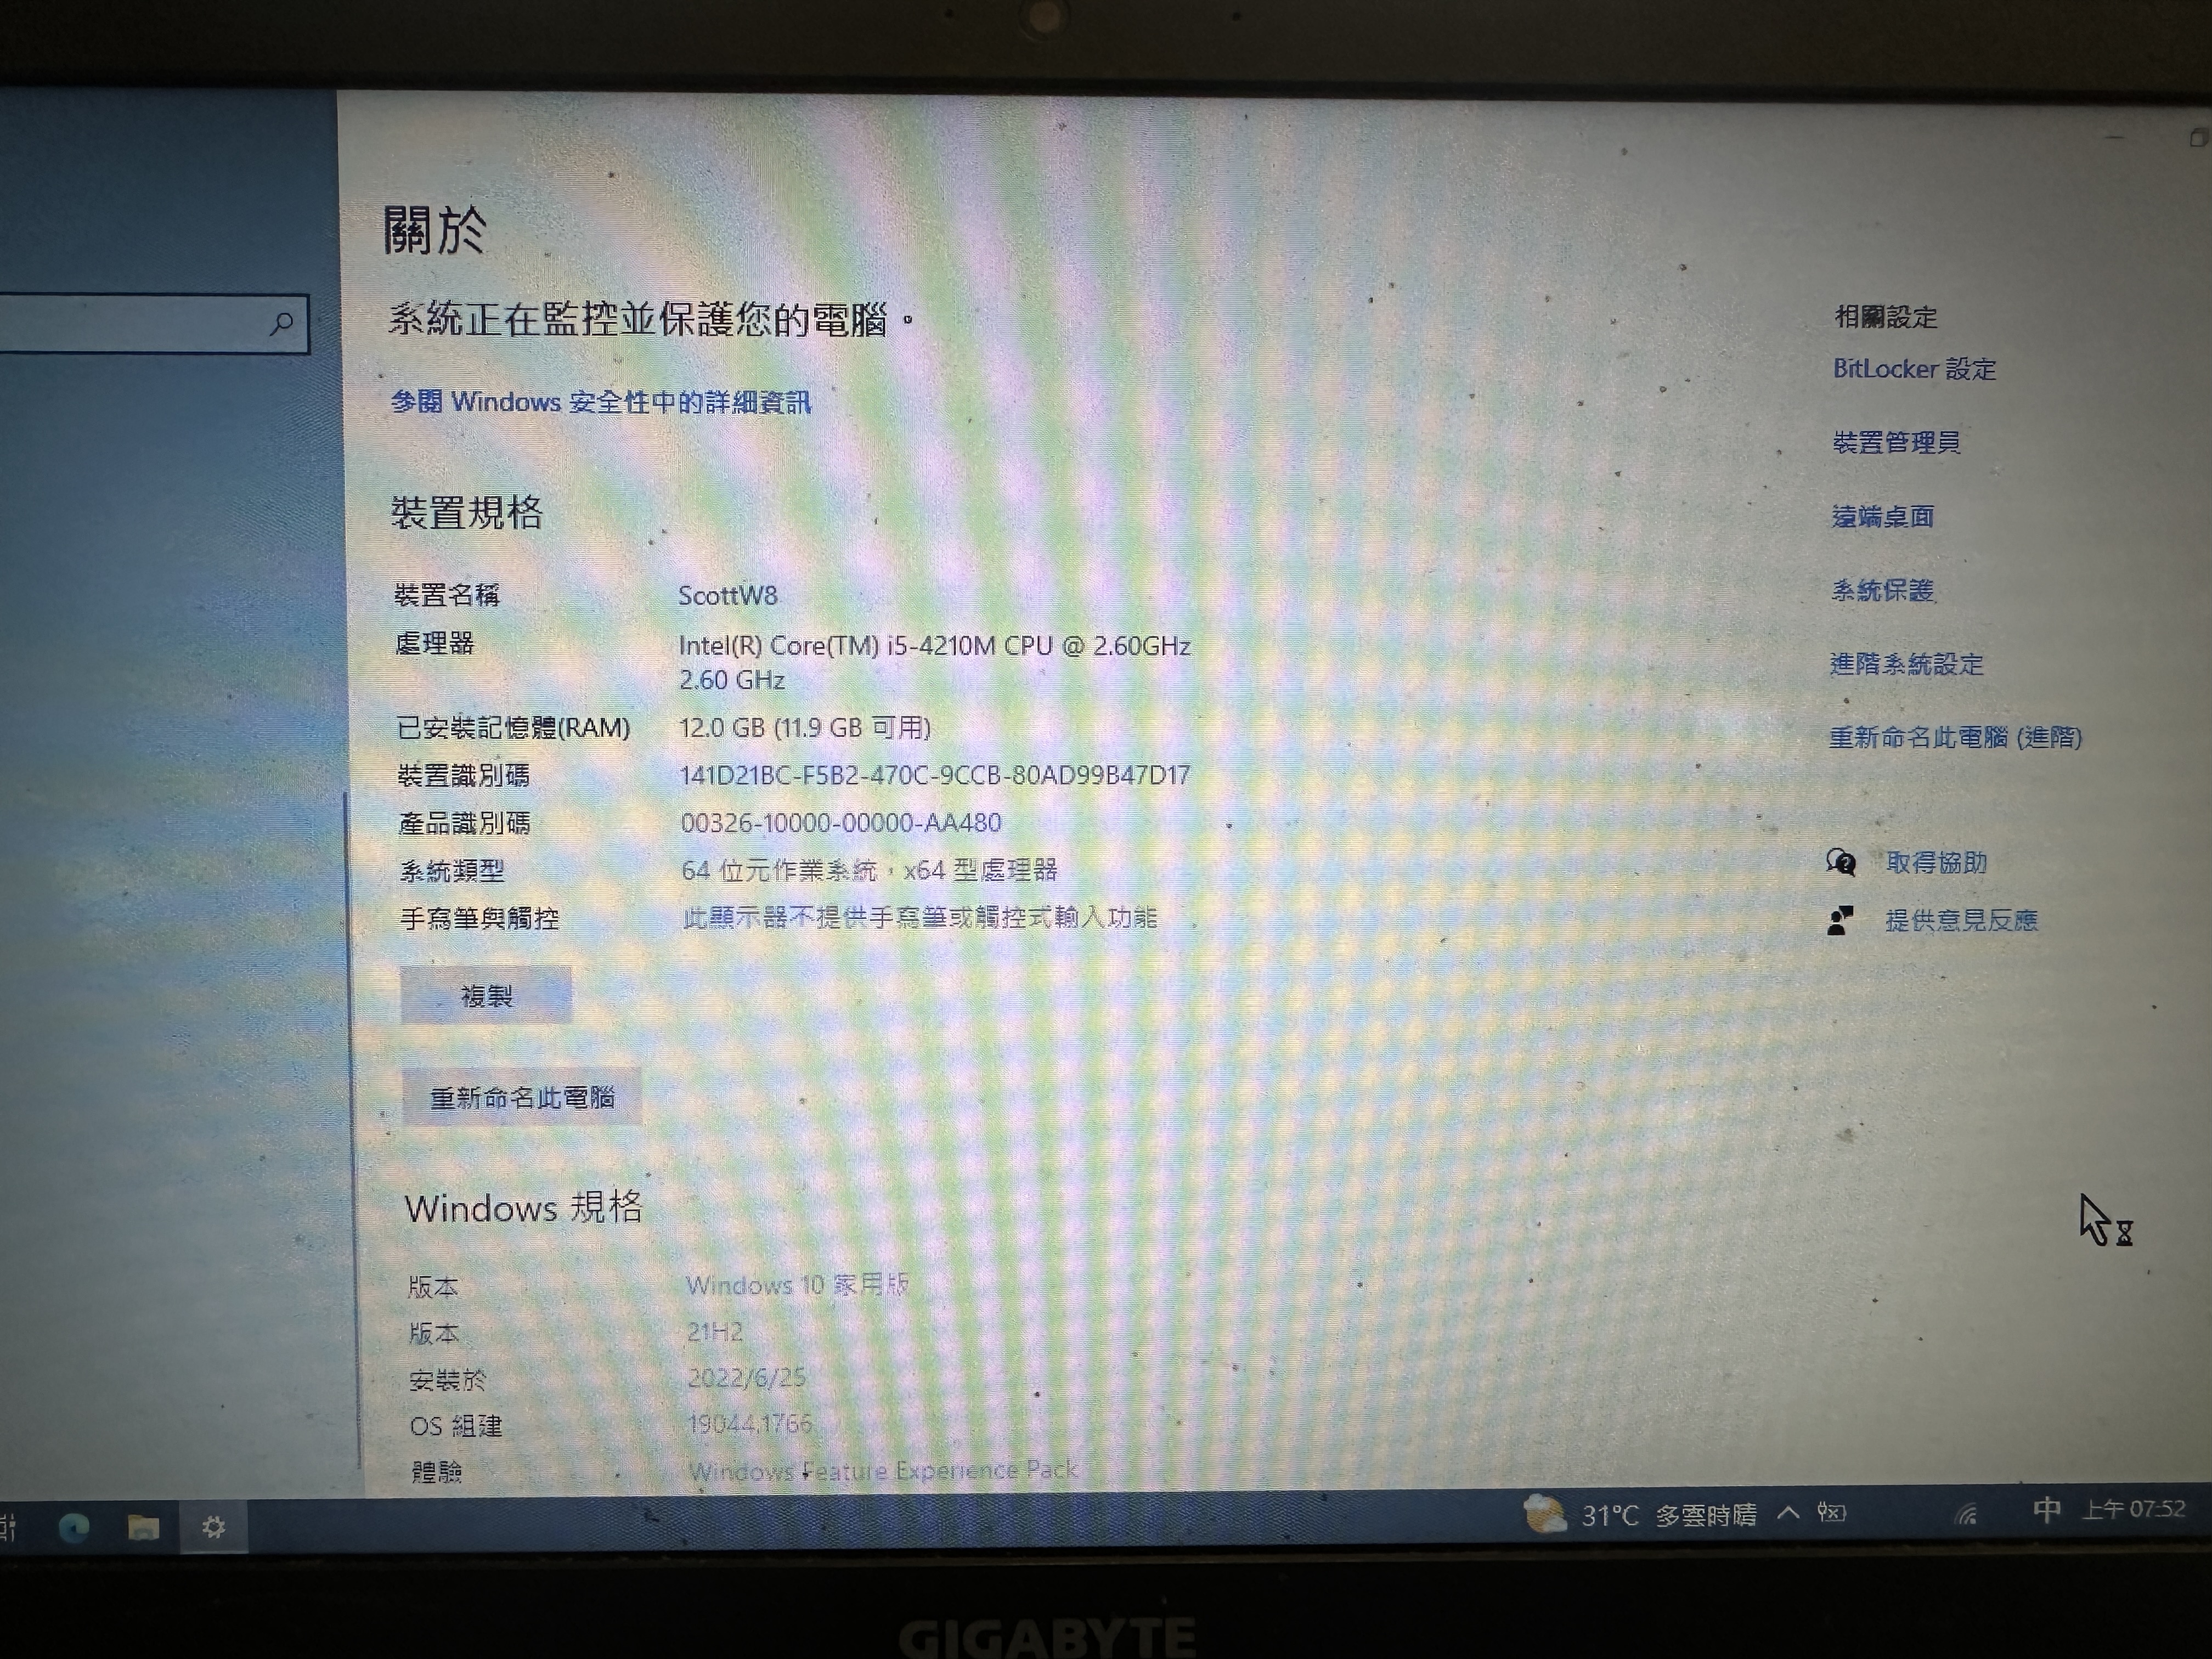 關於
系統正在監控並保護您的電腦。
參閱 Windows 安全性中的詳細資訊
裝置規格
裝置名稱 ScottW8
處理器 Intel(R) Core(TM) i5-4210M CPU @ 2.60GHz
2.60 GHz
已安裝記憶體(RAM) 12.0 GB (11.9 GB 可用)
裝置識別碼 141D21BC-F5B2-470C-9CCB-80AD99B47D17
產品識別碼 00326-10000-00000-AA480
系統類型 64 位元作業系統，x64 型處理器
手寫筆與觸控 此顯示器不提供手寫筆或觸控式輸入功能
複製
重新命名此電腦
Windows 規格
版本 Windows 10 家用版
版本 21H2
安裝於 2022/6/25
OS 組建 19044.1766
體驗 Windows Feature Experience Pack
相關設定
BitLocker 設定
裝置管理員
遠端桌面
系統保護
進階系統設定
重新命名此電腦 (進階)
取得協助
提供意見反應
31°C 多雲時晴 中 上午 07:52
GIGABYTE